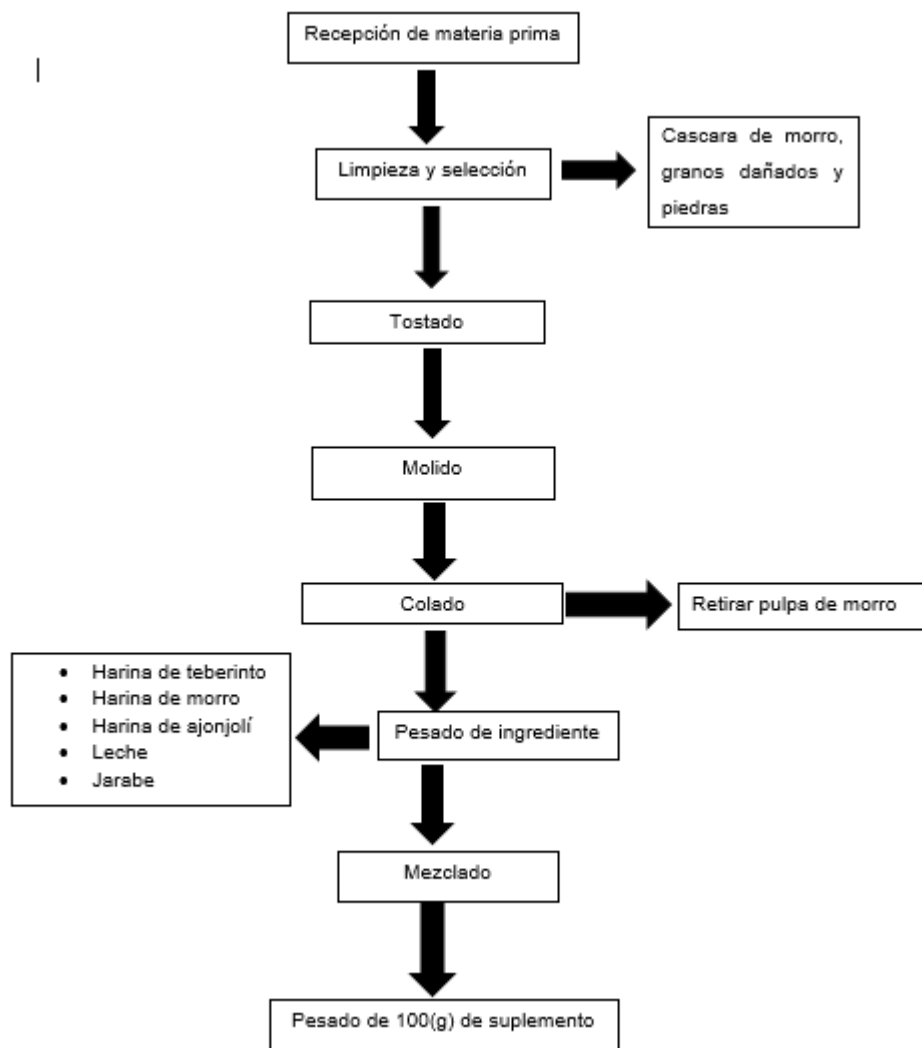 Recepción de materia prima
Limpieza y selección
Cascara de morro,
granos dañados y
piedras
Tostado
Molido
Colado
Retirar pulpa de morro
• Harina de teberinto
• Harina de morro
• Harina de ajonjolí
• Leche
• Jarabe
Pesado de ingrediente
Mezclado
Pesado de 100(g) de suplemento